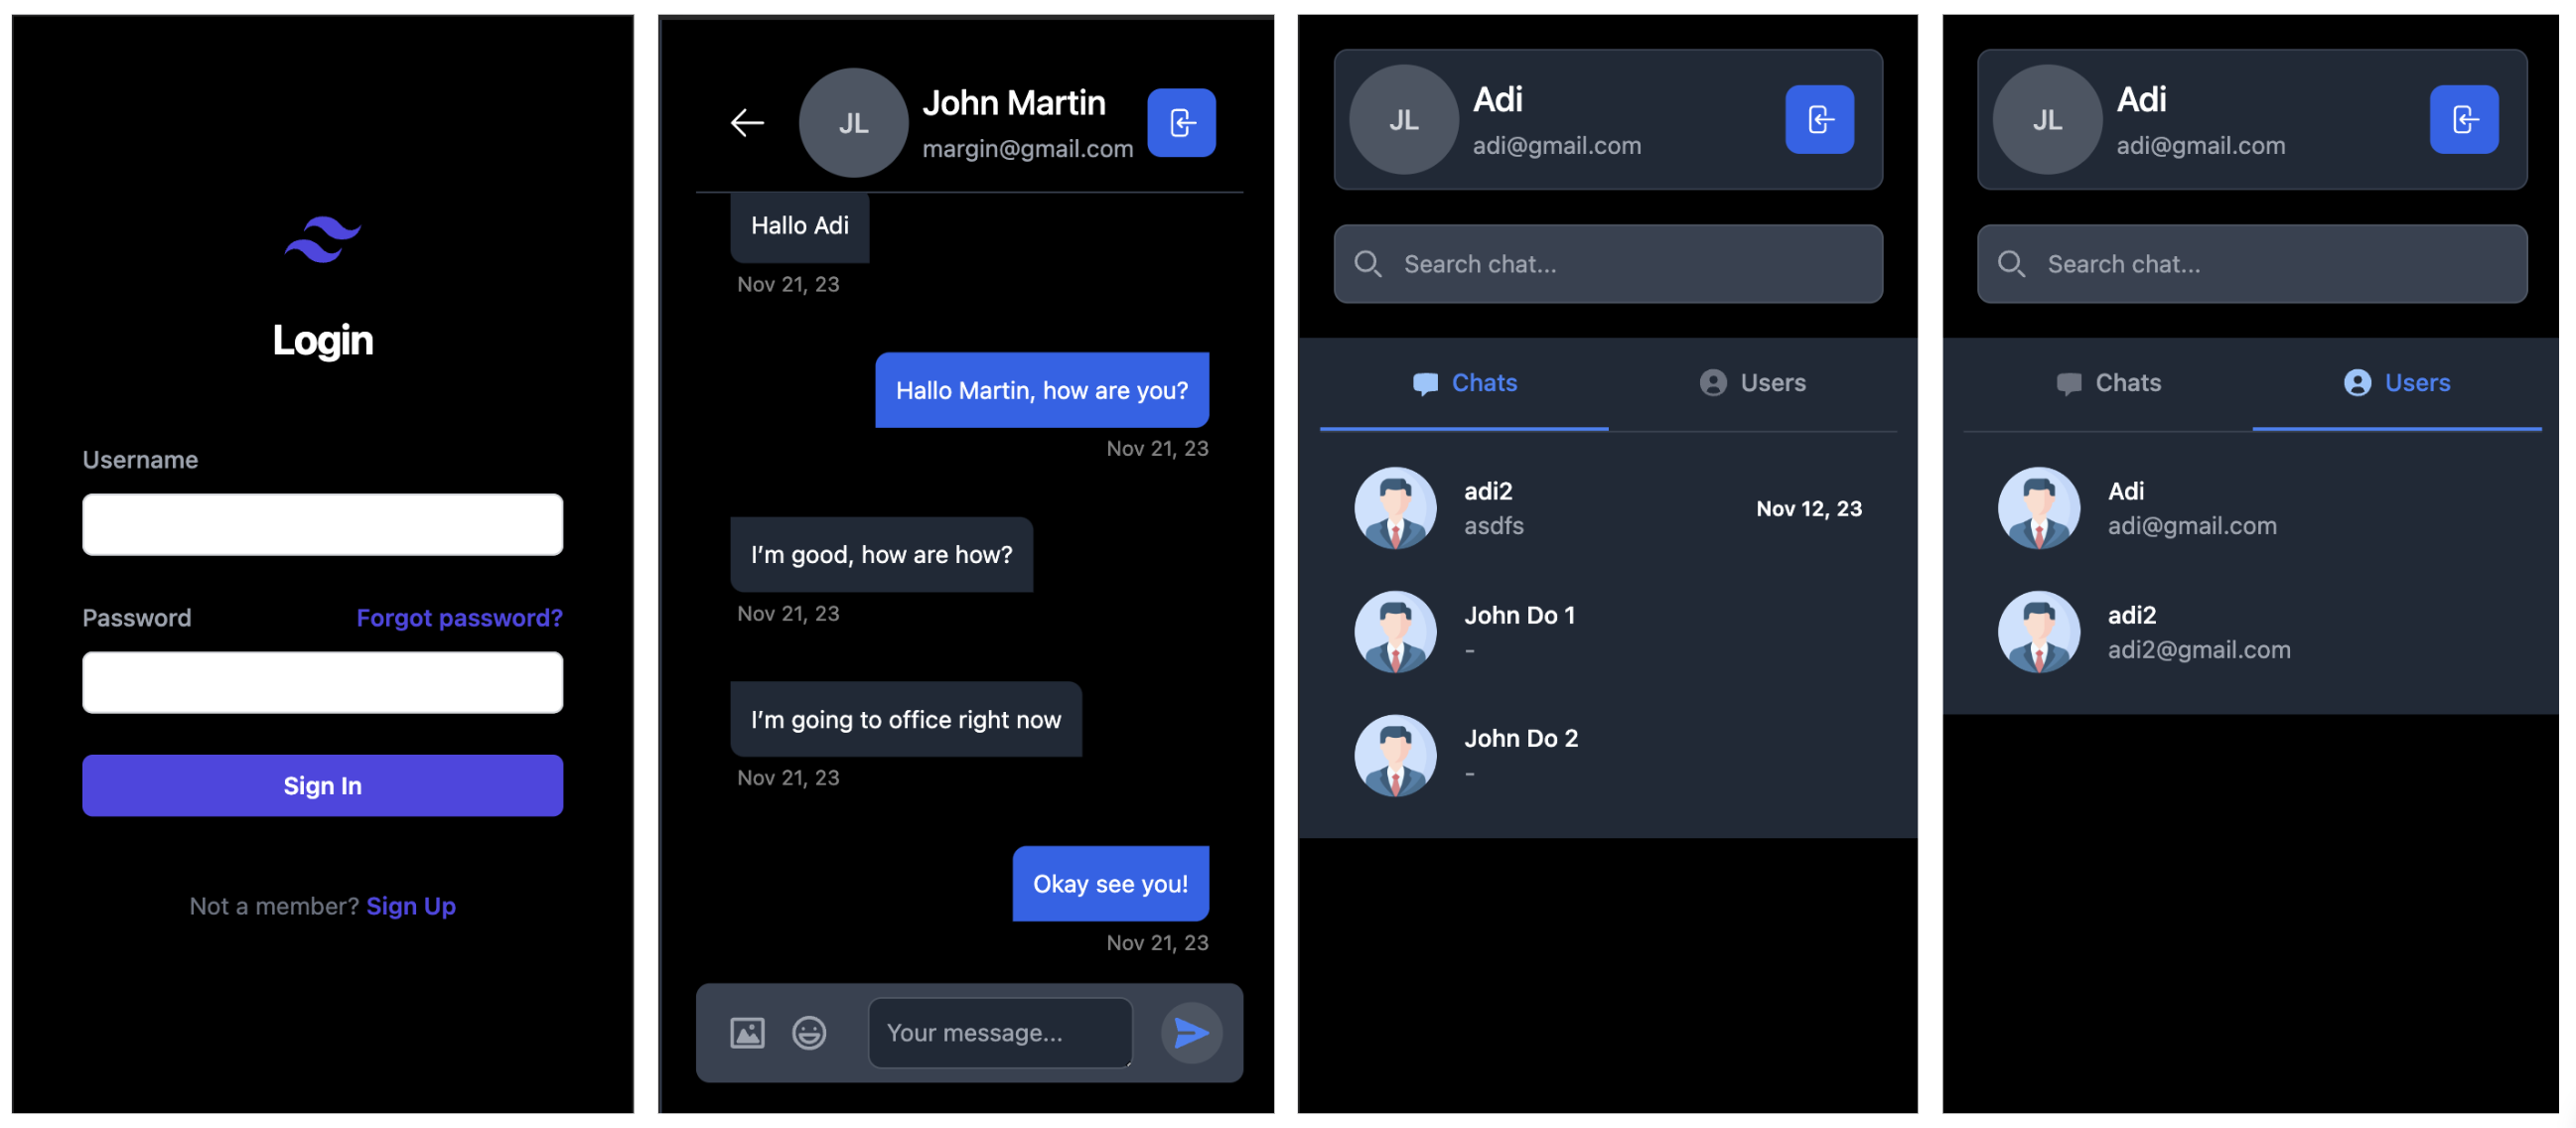 Login
Username
Password
Forgot password?
Sign In
Not a member? Sign Up
JL
John Martin
margin@gmail.com
Hallo Adi
Nov 21, 23
Hallo Martin, how are you?
Nov 21, 23
I'm good, how are how?
Nov 21, 23
I'm going to office right now
Nov 21, 23
Okay see you!
Nov 21, 23
Your message...
JL
Adi
adi@gmail.com
Search chat...
Chats
Users
adi2
asdfs
Nov 12, 23
John Do 1
-
John Do 2
-
JL
Adi
adi@gmail.com
Search chat...
Chats
Users
Adi
adi@gmail.com
adi2
adi2@gmail.com